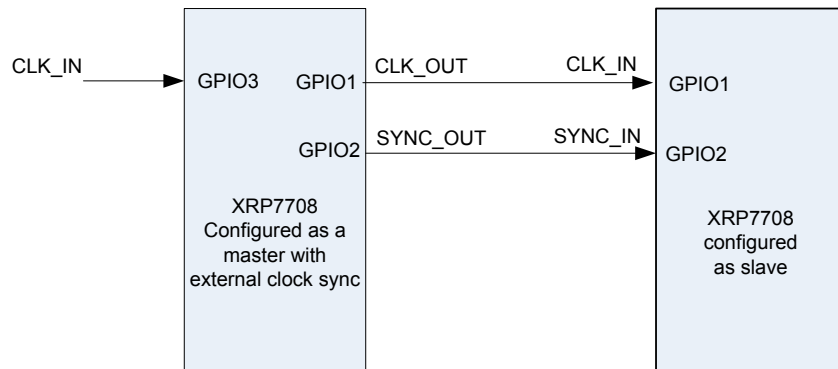 CLK_IN
GPIO3
GPIO1
CLK_OUT
CLK_IN
GPIO1
GPIO2
SYNC_OUT
SYNC_IN
GPIO2
XRP7708
Configured as a
master with
external clock sync
XRP7708
configured
as slave